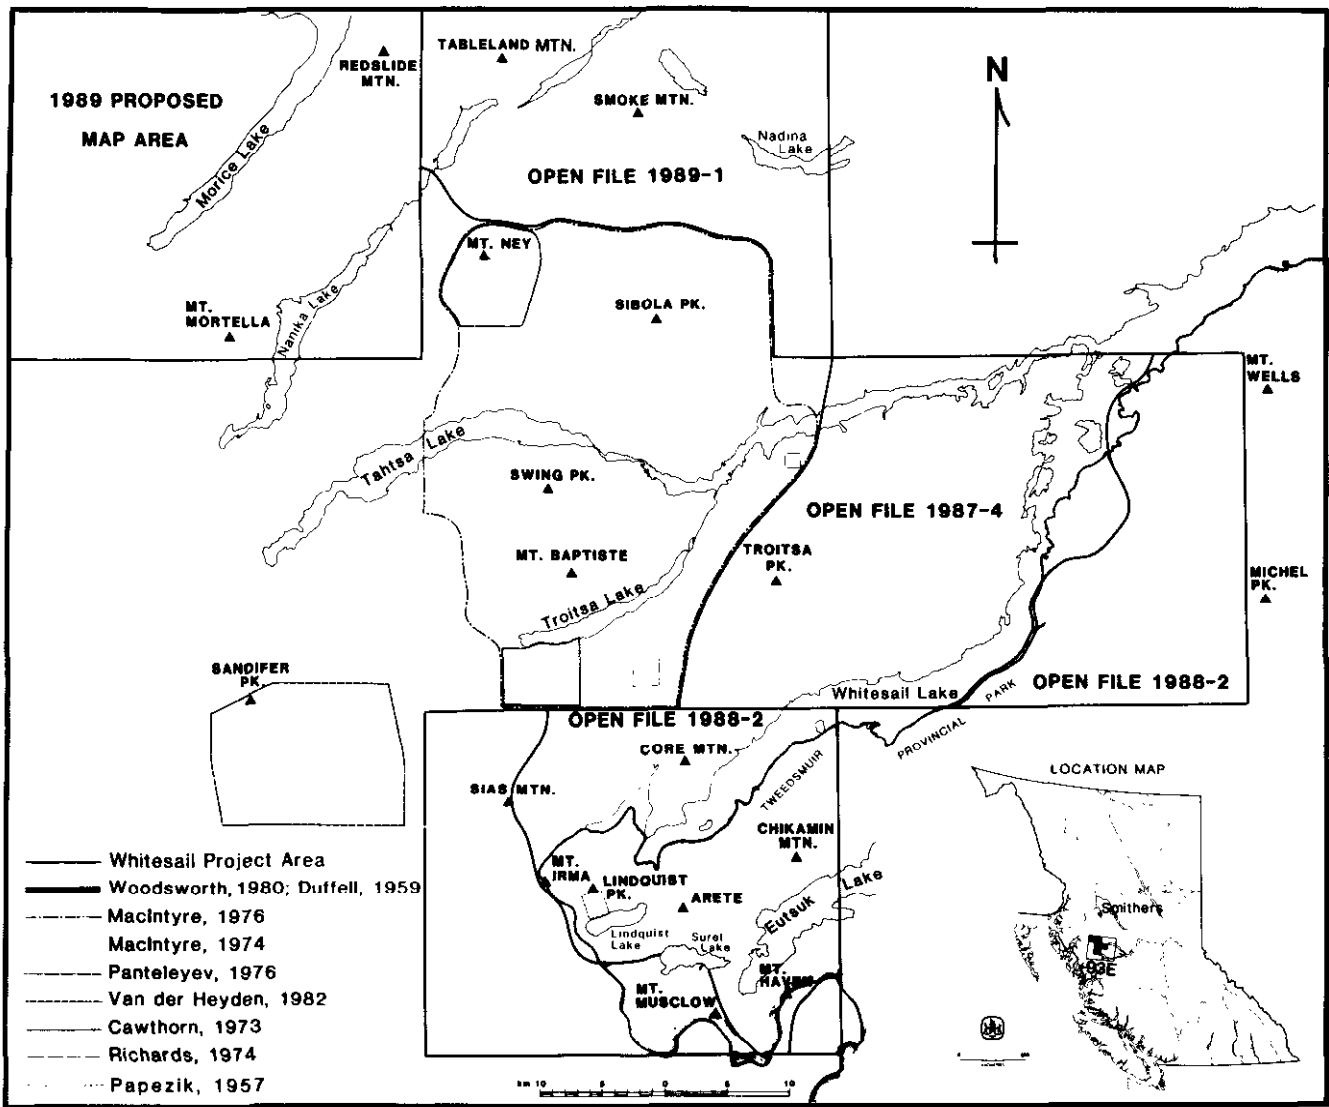 TABLELAND MTN.
REDSLIDE
MTN.
1989 PROPOSED
MAP AREA
SMOKE MTN.
N
Morice Lake
Nadina
Lake
OPEN FILE 1989-1
MT. NEY
MT.
MORTELLA
Nanika Lake
SIBOLA PK.
MT.
WELLS
Tahtsa Lake
SWING PK.
OPEN FILE 1987-4
MT. BAPTISTE
TROITSA
PK.
MICHEL
PK.
Troitsa Lake
SANDIFER
PK.
Whitesail Lake
OPEN FILE 1988-2
OPEN FILE 1988-2
TWEEDSMUIR
PROVINCIAL
PARK
CORE MTN.
SIAS MTN.
LOCATION MAP
CHIKAMIN
MTN.
MT.
IRMA
LINDQUIST
PK.
ARETE
Eutsuk Lake
Lindquist
Lake
Surel
Lake
Smithers
93E
MT.
HAVEN
MT.
MUSCLOW
Whitesail Project Area
Woodsworth, 1980; Duffell, 1959
MacIntyre, 1976
MacIntyre, 1974
Panteleyev, 1976
Van der Heyden, 1982
Cawthorn, 1973
Richards, 1974
Papezik, 1957
km 10 5 0 5 10